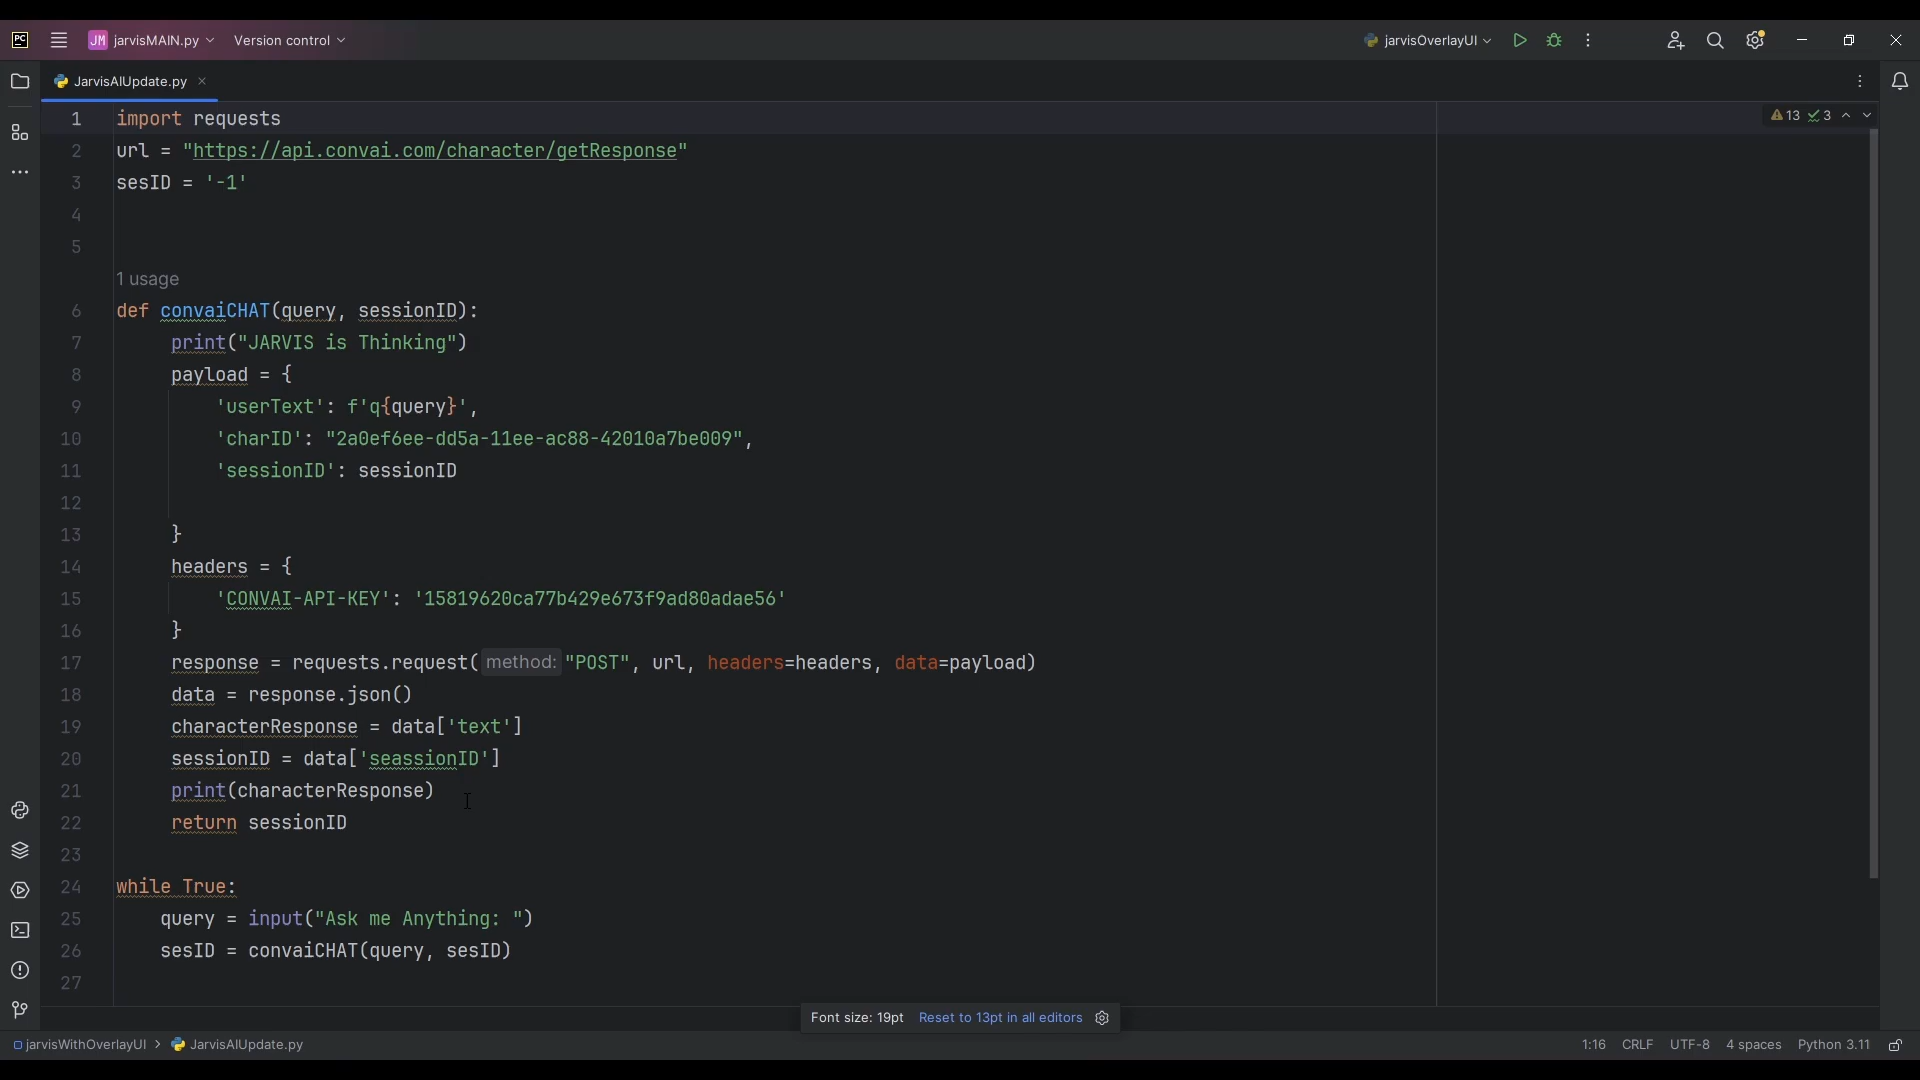 PC JM jarvisMAIN.py Version control jarvisOverlayUI
JarvisAIUpdate.py
1 import requests 13 3
2 url = "https://api.convai.com/character/getResponse"
3 sesID = '-1'
4
5
1 usage
6 def convaiCHAT(query, sessionID):
7 print("JARVIS is Thinking")
8 payload = {
9 'userText': f'q{query}',
10 'charID': "2a0ef6ee-dd5a-11ee-ac88-42010a7be009",
11 'sessionID': sessionID
12
13 }
14 headers = {
15 'CONVAI-API-KEY': '15819620ca77b429e673f9ad80adae56'
16 }
17 response = requests.request( method: "POST", url, headers=headers, data=payload)
18 data = response.json()
19 characterResponse = data['text']
20 sessionID = data['seassionID']
21 print(characterResponse)
22 return sessionID
23
24 while True:
25 query = input("Ask me Anything: ")
26 sesID = convaiCHAT(query, sesID)
27
Font size: 19pt Reset to 13pt in all editors
jarvisWithOverlayUI > JarvisAIUpdate.py 1:16 CRLF UTF-8 4 spaces Python 3.11